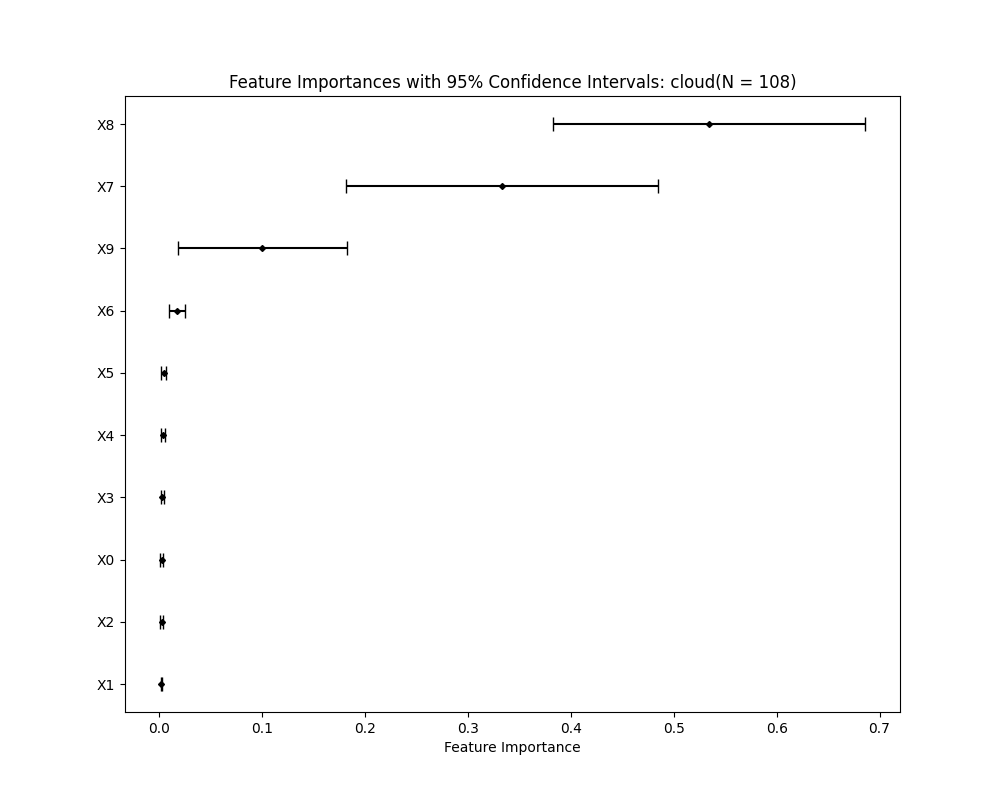 Feature Importances with 95% Confidence Intervals: cloud(N = 108)
X8
X7
X9
X6
X5
X4
X3
X0
X2
X1
0.0 0.1 0.2 0.3 0.4 0.5 0.6 0.7
Feature Importance